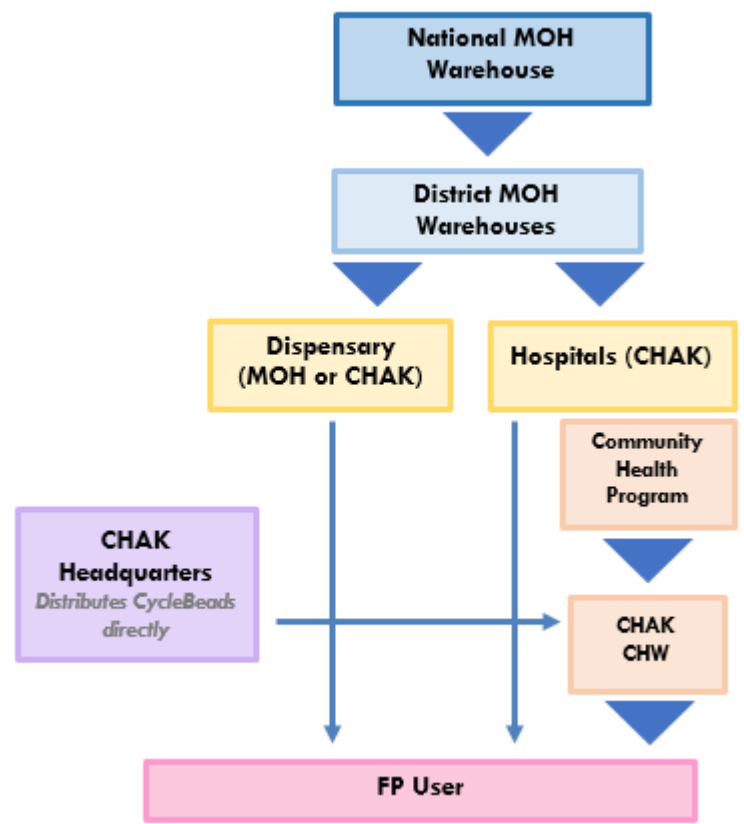 National MOH
Warehouse
District MOH
Warehouses
Dispensary
(MOH or CHAK)
Hospitals (CHAK)
Community
Health
Program
CHAK
Headquarters
Distributes CycleBeads
directly
CHAK
CHW
FP User